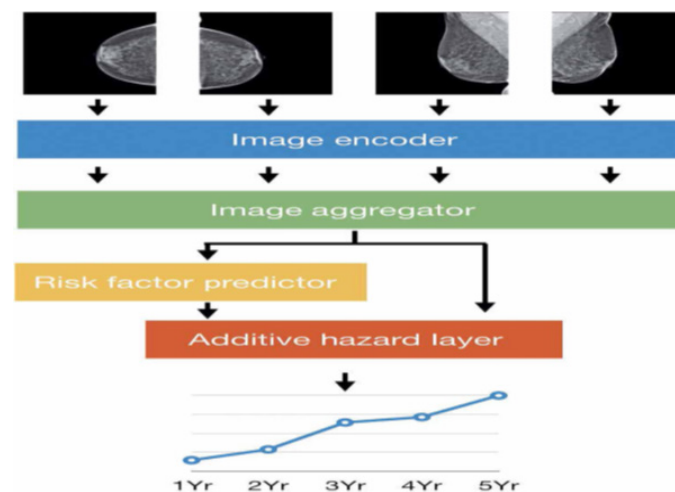 Image encoder
Image aggregator
Risk factor predictor
Additive hazard layer
1Yr 2Yr 3Yr 4Yr 5Yr